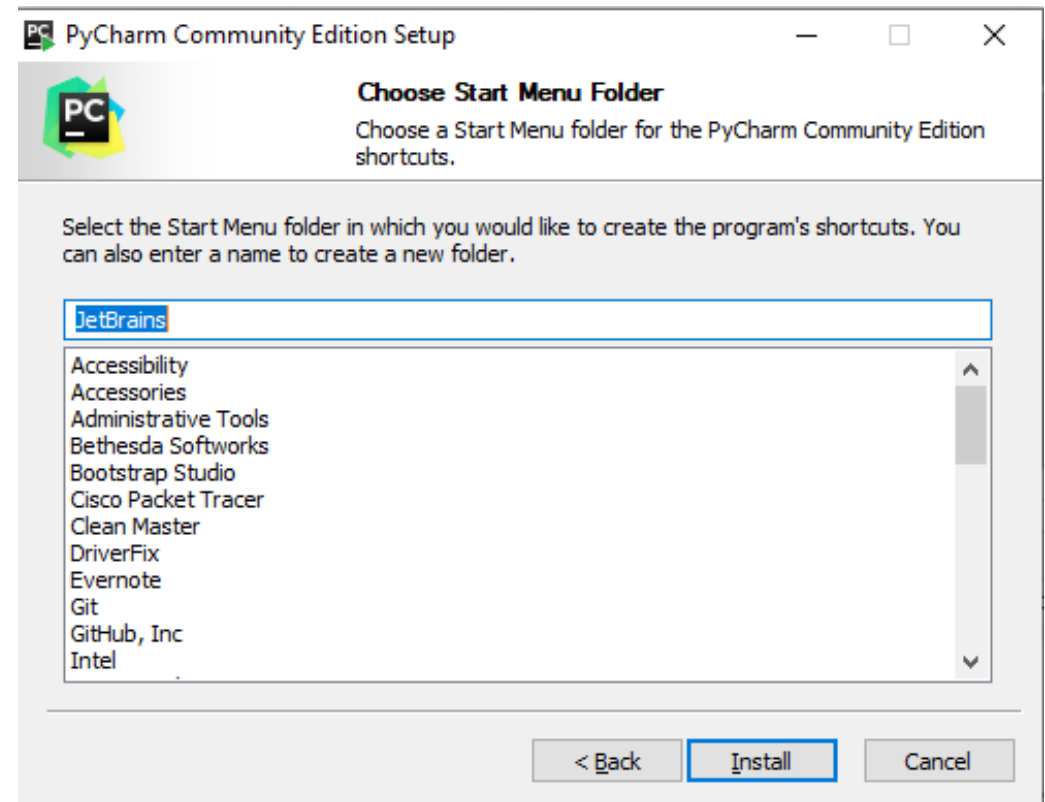 PC PyCharm Community Edition Setup
PC
Choose Start Menu Folder
Choose a Start Menu folder for the PyCharm Community Edition
shortcuts.
Select the Start Menu folder in which you would like to create the program's shortcuts. You
can also enter a name to create a new folder.
JetBrains
Accessibility
Accessories
Administrative Tools
Bethesda Softworks
Bootstrap Studio
Cisco Packet Tracer
Clean Master
DriverFix
Evernote
Git
GitHub, Inc
Intel
< Back Install Cancel